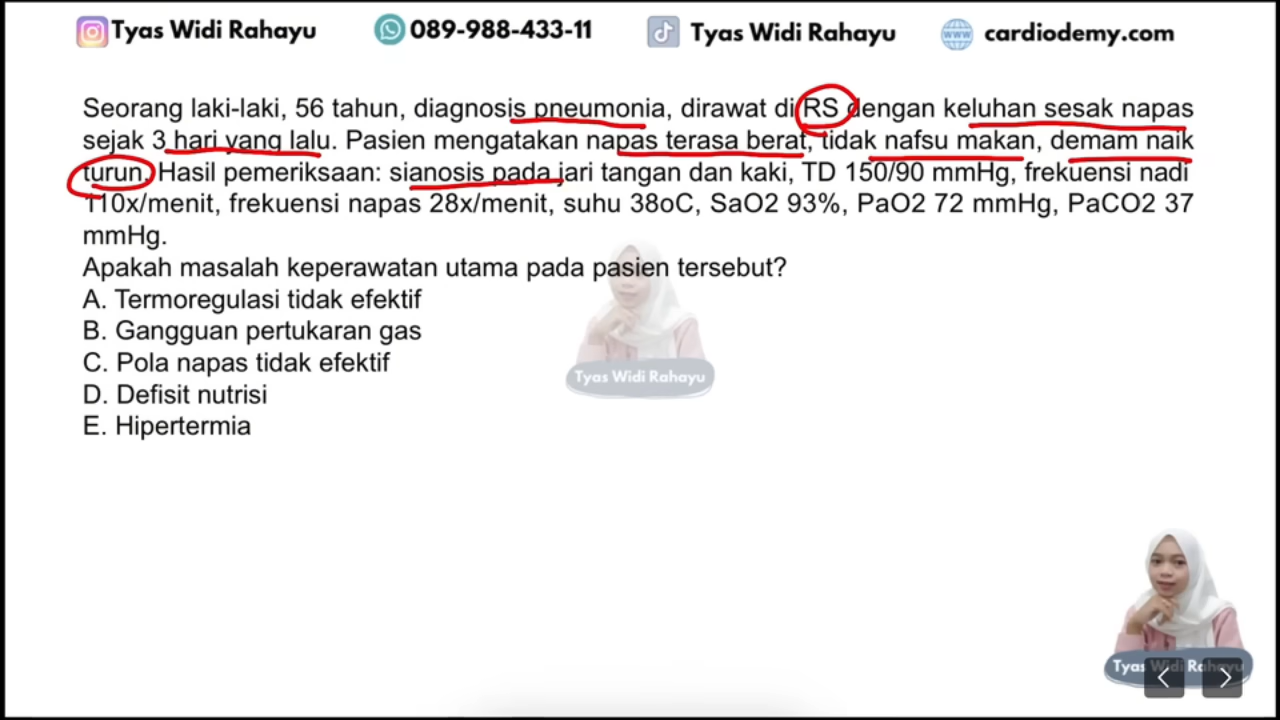 Tyas Widi Rahayu 089-988-433-11 Tyas Widi Rahayu www cardiodemy.com
Seorang laki-laki, 56 tahun, diagnosis pneumonia, dirawat di RS dengan keluhan sesak napas
sejak 3 hari yang lalu. Pasien mengatakan napas terasa berat, tidak nafsu makan, demam naik
turun. Hasil pemeriksaan: sianosis pada jari tangan dan kaki, TD 150/90 mmHg, frekuensi nadi
110x/menit, frekuensi napas 28x/menit, suhu 38oC, SaO2 93%, PaO2 72 mmHg, PaCO2 37
mmHg.
Apakah masalah keperawatan utama pada pasien tersebut?
A. Termoregulasi tidak efektif
B. Gangguan pertukaran gas
C. Pola napas tidak efektif
D. Defisit nutrisi
E. Hipertermia
Tyas Widi Rahayu
Tyas Widi Rahayu